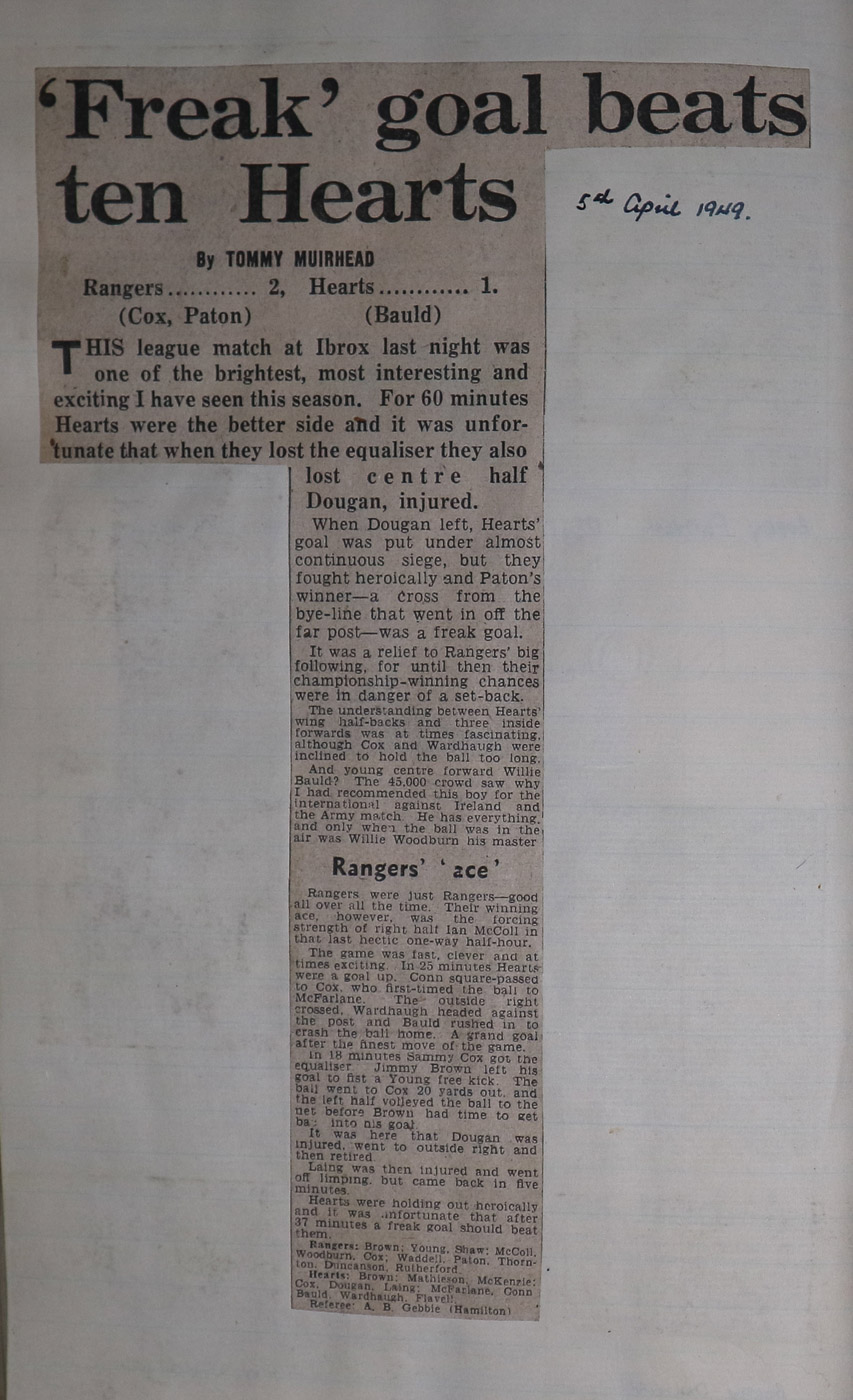 ‘Freak’ goal beats
ten Hearts
5rd April 1949.
By TOMMY MUIRHEAD
Rangers............ 2, Hearts............ 1.
(Cox, Paton) (Bauld)
THIS league match at Ibrox last night was
one of the brightest, most interesting and
exciting I have seen this season. For 60 minutes
Hearts were the better side and it was unfor-
tunate that when they lost the equaliser they also
lost centre half
Dougan, injured.
When Dougan left, Hearts’
goal was put under almost
continuous siege, but they
fought heroically and Paton’s
winner—a cross from the
bye-line that went in off the
far post—was a freak goal.
It was a relief to Rangers’ big
following, for until then their
championship-winning chances
were in danger of a set-back.
The understanding between Hearts’
wing half-backs and three inside
forwards was at times fascinating,
although Cox and Wardhaugh were
inclined to hold the ball too long.
And young centre forward Willie
Bauld? The 45,000 crowd saw why
I had recommended this boy for the
international against Ireland and
the Army match. He has everything,
and only when the ball was in the
air was Willie Woodburn his master
Rangers’ ‘ace’
Rangers were just Rangers—good
all over all the time. Their winning
ace, however, was the forcing
strength of right half Ian McColl in
that last hectic one-way half-hour.
The game was fast, clever and at
times exciting. In 25 minutes Hearts
were a goal up. Conn square-passed
to Cox, who first-timed the ball to
McFarlane. The outside right
crossed, Wardhaugh headed against
the post and Bauld rushed in to
crash the ball home. A grand goal
after the finest move of the game.
In 18 minutes Sammy Cox got the
equaliser. Jimmy Brown left his
goal to fist a Young free kick. The
ball went to Cox 20 yards out, and
the left half volleyed the ball to the
net before Brown had time to get
back into his goal.
It was here that Dougan was
injured, went to outside right and
then retired.
Laing was then injured and went
off limping, but came back in five
minutes.
Hearts were holding out heroically
and it was unfortunate that after
37 minutes a freak goal should beat
them.
Rangers: Brown; Young, Shaw; McColl,
Woodburn, Cox; Waddell, Paton, Thorn-
ton, Duncanson, Rutherford.
Hearts: Brown; Mathieson, McKenzie;
Cox, Dougan, Laing; McFarlane, Conn
Bauld, Wardhaugh, Flavell.
Referee: A. B. Gebbie (Hamilton)